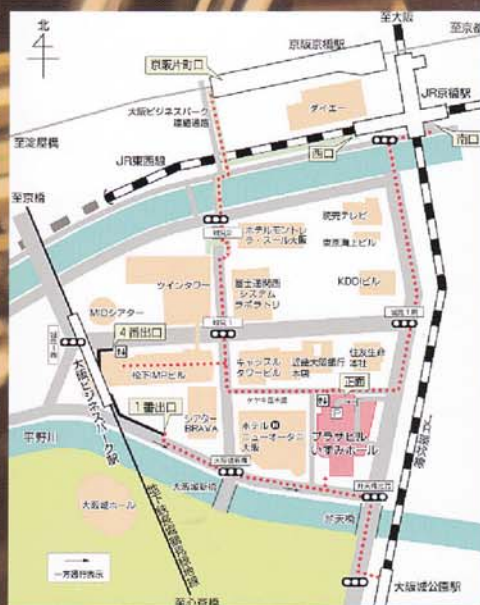 北
至大阪
至京都
京阪京橋駅
京阪片町口
JR京橋駅
大阪ビジネスパーク
連絡通路
ダイエー
至淀屋橋
西口
南口
JR東西線
至京橋
読売テレビ
ホテルモントレ
ラ・スール大阪
東京海上ビル
ツインタワー
富士通関西
システム
ラボラトリ
KDDIビル
MIDシアター
4番出口
松下IMPビル
キャッスル
タワービル
近畿大阪銀行
本店
住友生命
本社
正面
1番出口
シアター
BRAVA
ホテル
ニューオータニ
大阪
P
プラザビル
いずみホール
大阪ビジネスパーク駅
平野川
大阪城新橋
大阪城ホール
弁天橋
一方通行表示
大阪城公園駅
至心斎橋